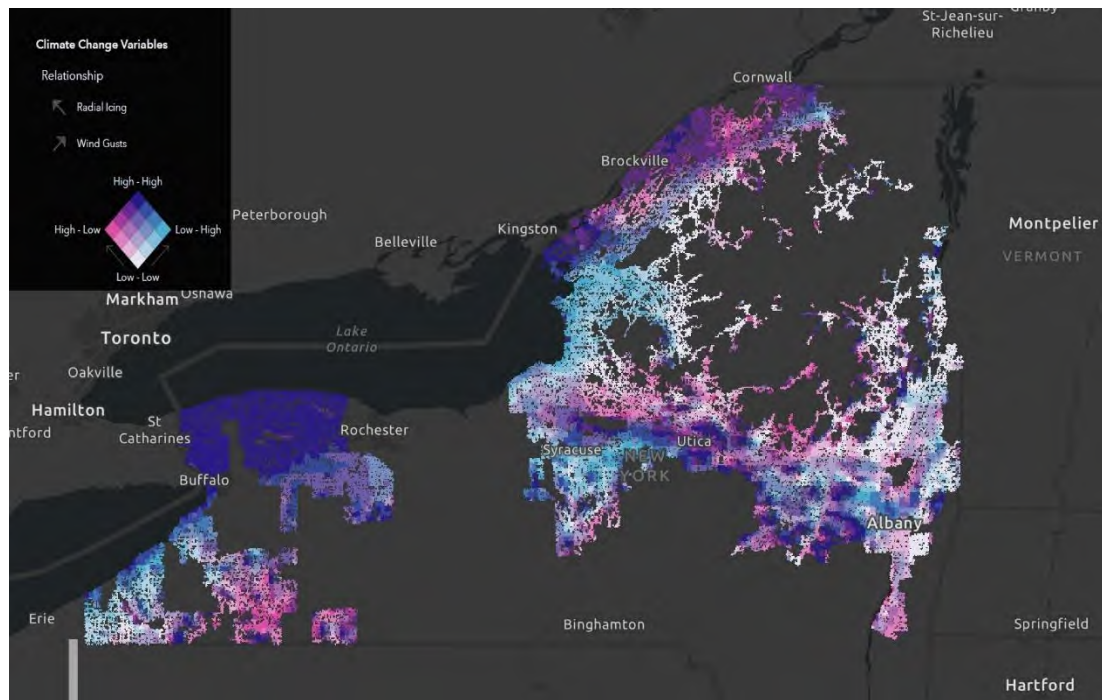 Climate Change Variables
Relationship
Radial Icing
Wind Gusts
High - High
High - Low
Low - High
Low - Low
St-Jean-sur-
Richelieu
Cornwall
Brockville
Peterborough
Belleville
Kingston
Montpelier
VERMONT
Markham
Oshawa
Toronto
Lake
Ontario
Oakville
Hamilton
St
Catharines
Rochester
Buffalo
Syracuse
Utica
NEW
YORK
Albany
Erie
Binghamton
Springfield
Hartford